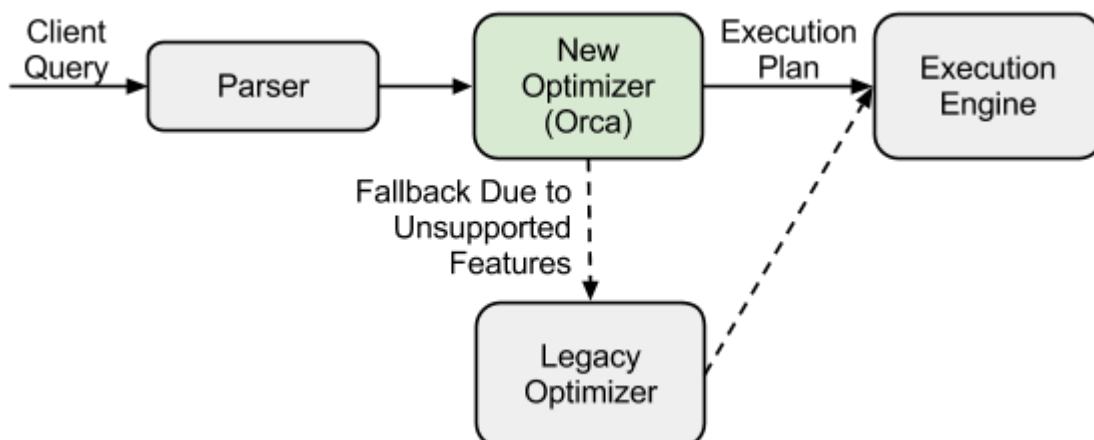 Client
Query
Parser
New
Optimizer
(Orca)
Execution
Plan
Execution
Engine
Fallback Due to
Unsupported
Features
Legacy
Optimizer